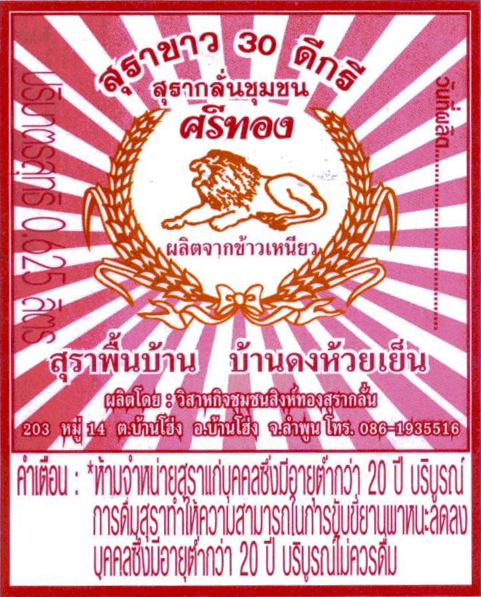 สุราขาว 30 ดีกรี
สุรากลั่นชุมชน
ศรีทอง
ผลิตจากข้าวเหนียว
ปริมาตรสุทธิ 0.625 ลิตร
วันที่ผลิต....................
สุราพื้นบ้าน บ้านดงห้วยเย็น
ผลิตโดย : วิสาหกิจชุมชนสิงห์ทองสุรากลั่น
203 หมู่ 14 ต.บ้านโฮ่ง อ.บ้านโฮ่ง จ.ลำพูน โทร. 086-1935516
คำเตือน : *ห้ามจำหน่ายสุราแก่บุคคลซึ่งมีอายุต่ำกว่า 20 ปี บริบูรณ์
การดื่มสุราทำให้ความสามารถในการขับขี่ยานพาหนะลดลง
บุคคลซึ่งมีอายุต่ำกว่า 20 ปี บริบูรณ์ไม่ควรดื่ม